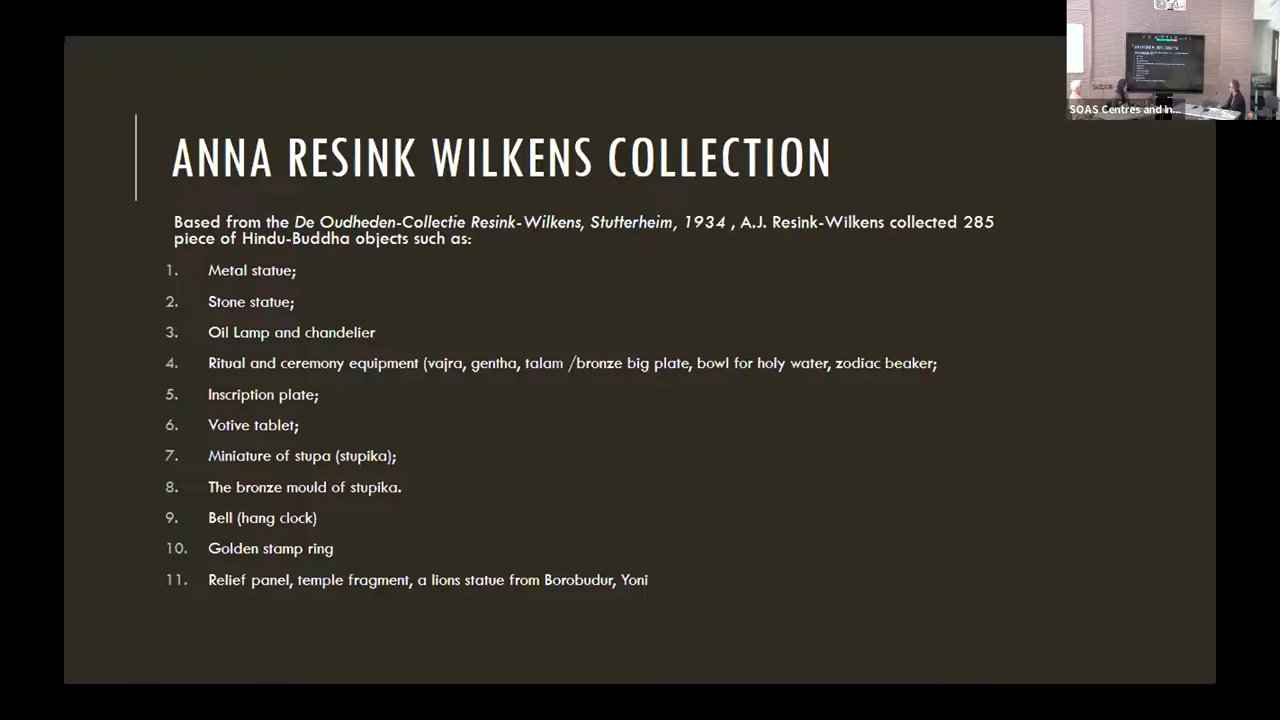 SOAS Centres and In...
ANNA RESINK WILKENS COLLECTION
Based from the De Oudheden-Collectie Resink-Wilkens, Stutterheim, 1934 , A.J. Resink-Wilkens collected 285
piece of Hindu-Buddha objects such as:
1. Metal statue;
2. Stone statue;
3. Oil Lamp and chandelier
4. Ritual and ceremony equipment (vajra, gentha, talam /bronze big plate, bowl for holy water, zodiac beaker;
5. Inscription plate;
6. Votive tablet;
7. Miniature of stupa (stupika);
8. The bronze mould of stupika.
9. Bell (hang clock)
10. Golden stamp ring
11. Relief panel, temple fragment, a lions statue from Borobudur, Yoni